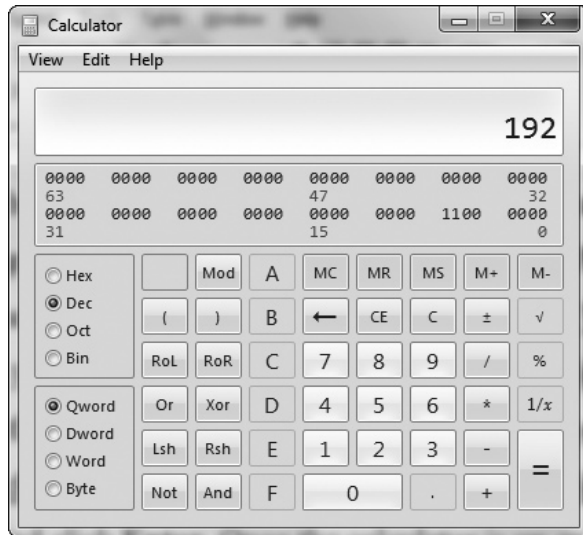 Calculator
View Edit Help
192
0000 0000 0000 0000 0000 0000 0000 0000
63 47 32
0000 0000 0000 0000 0000 0000 1100 0000
31 15 0
Hex Mod A MC MR MS M+ M-
Dec ( ) B ← CE C ± √
Oct
Bin RoL RoR C 7 8 9 / %
Qword Or Xor D 4 5 6 * 1/x
Dword
Word Lsh Rsh E 1 2 3 - =
Byte Not And F 0 . +